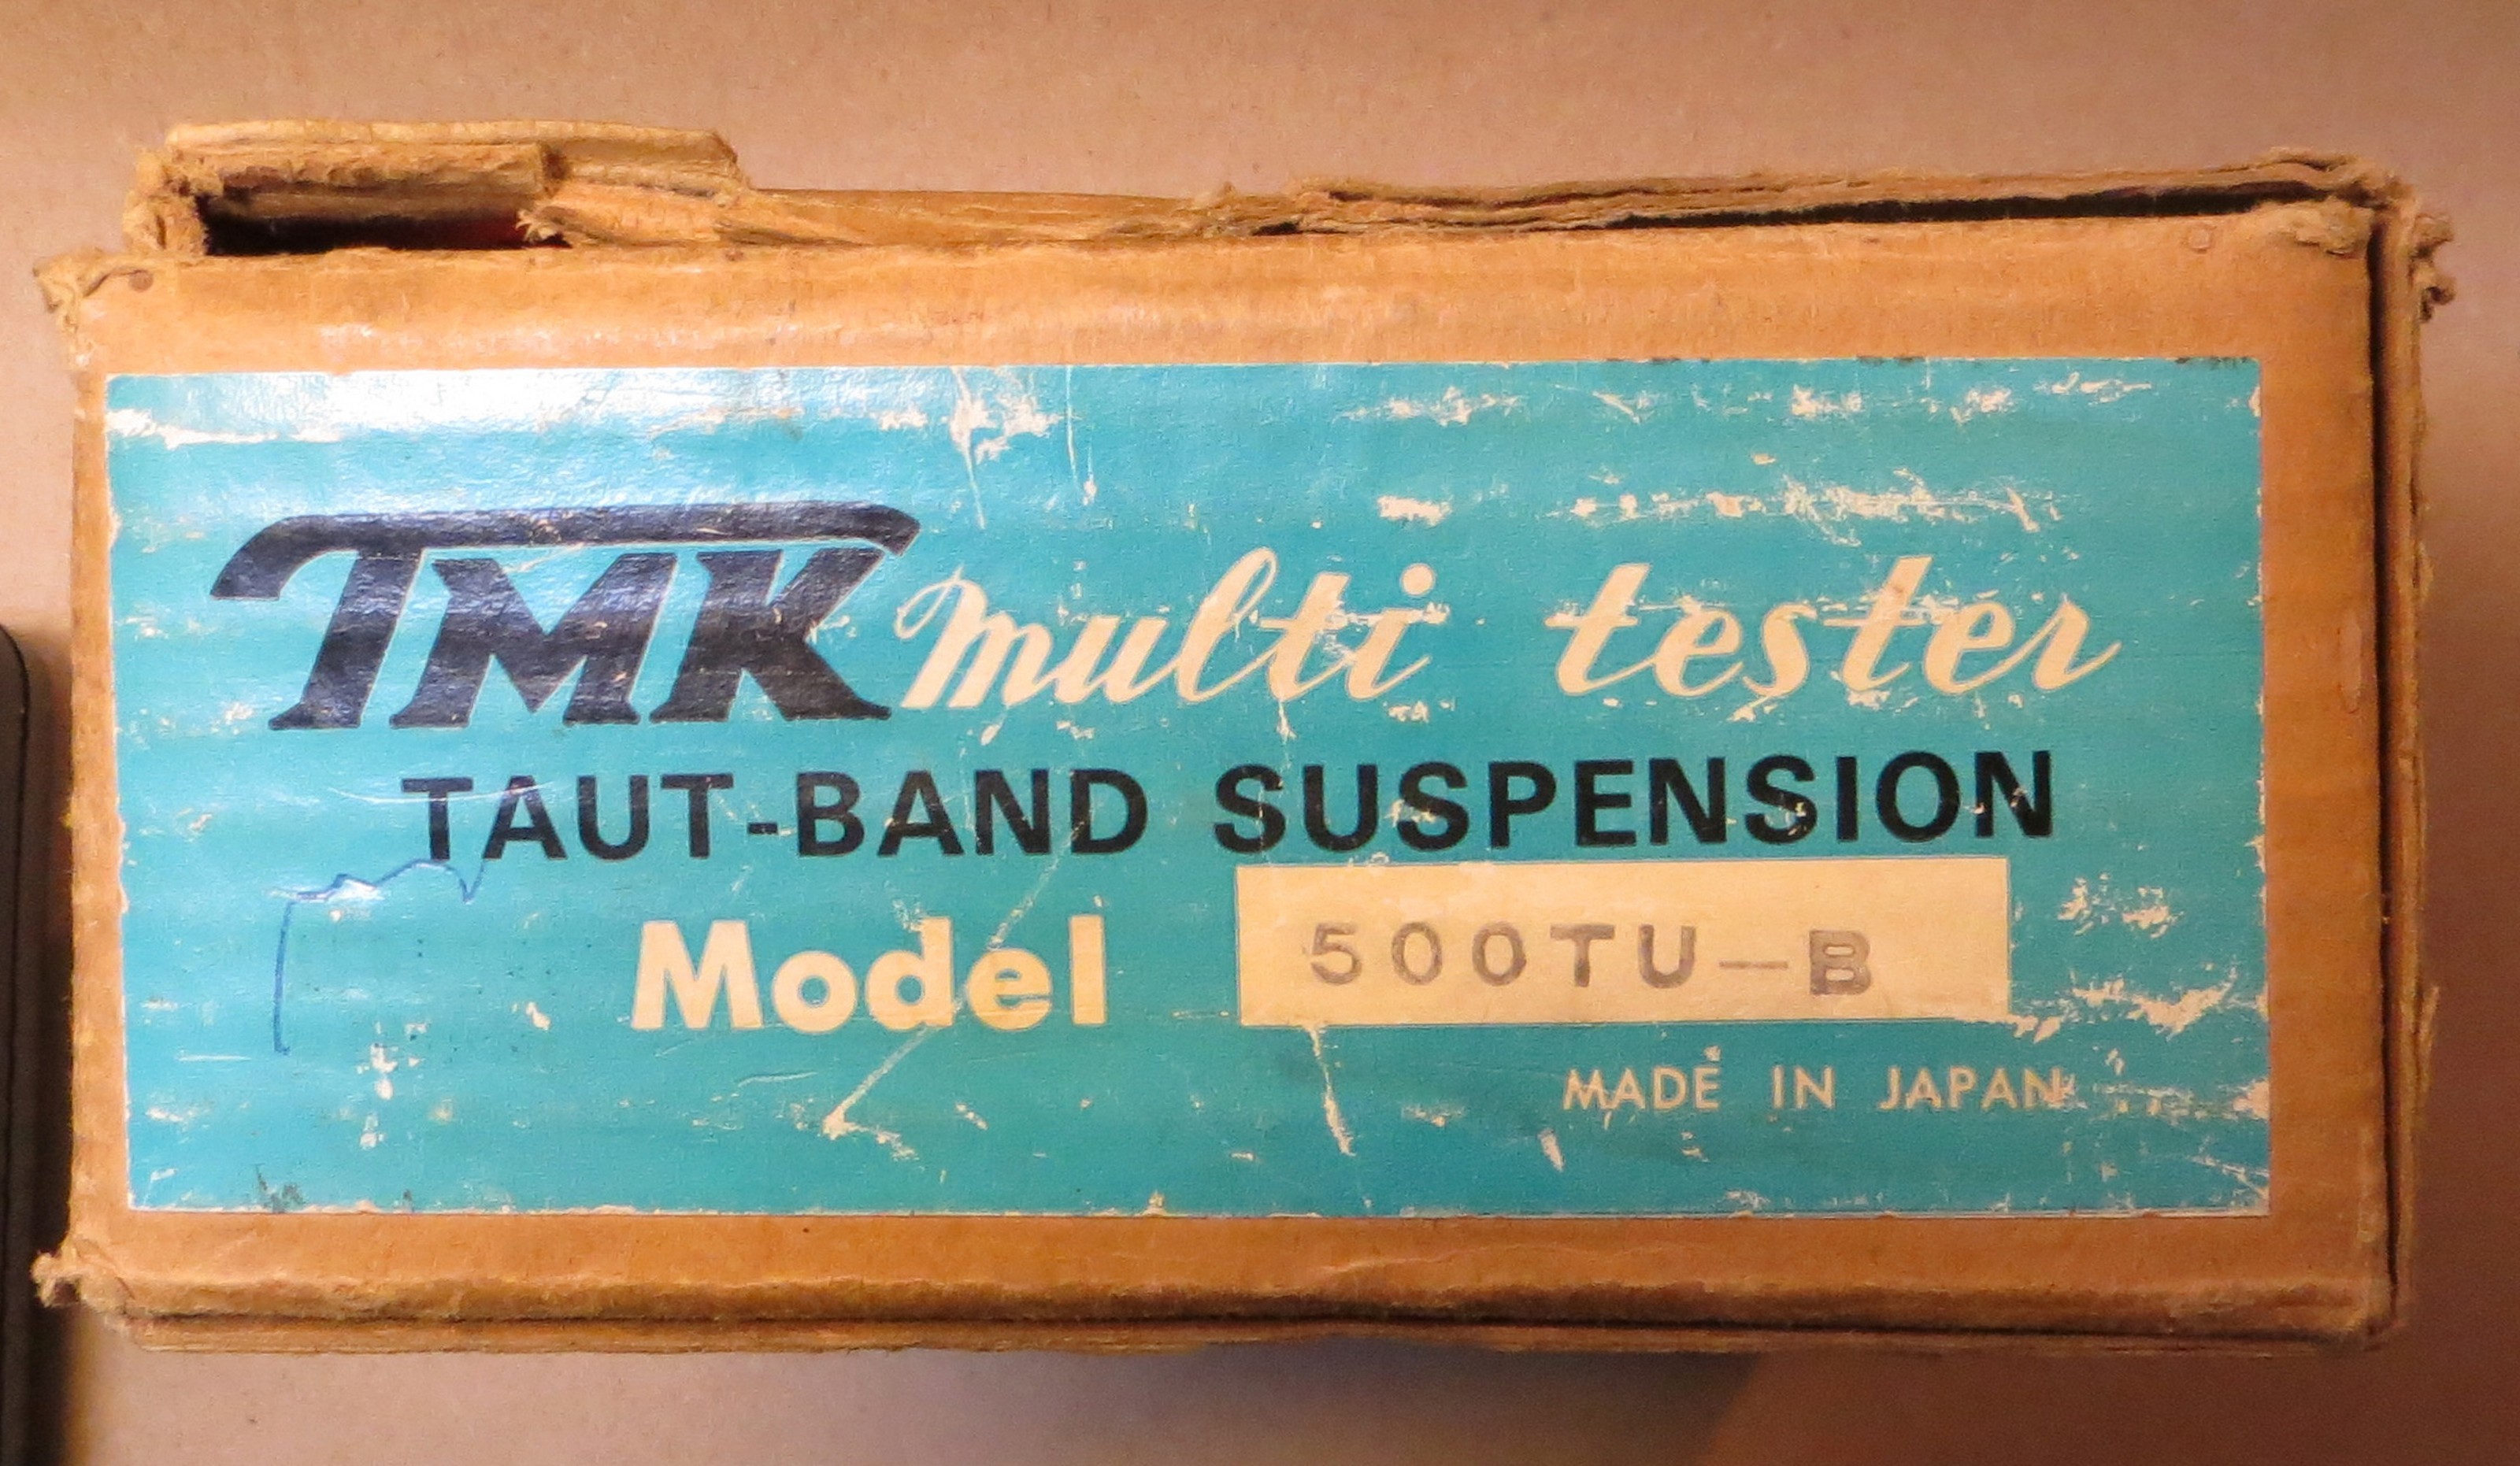 TMK multi tester
TAUT-BAND SUSPENSION
Model 500TU-B
MADE IN JAPAN